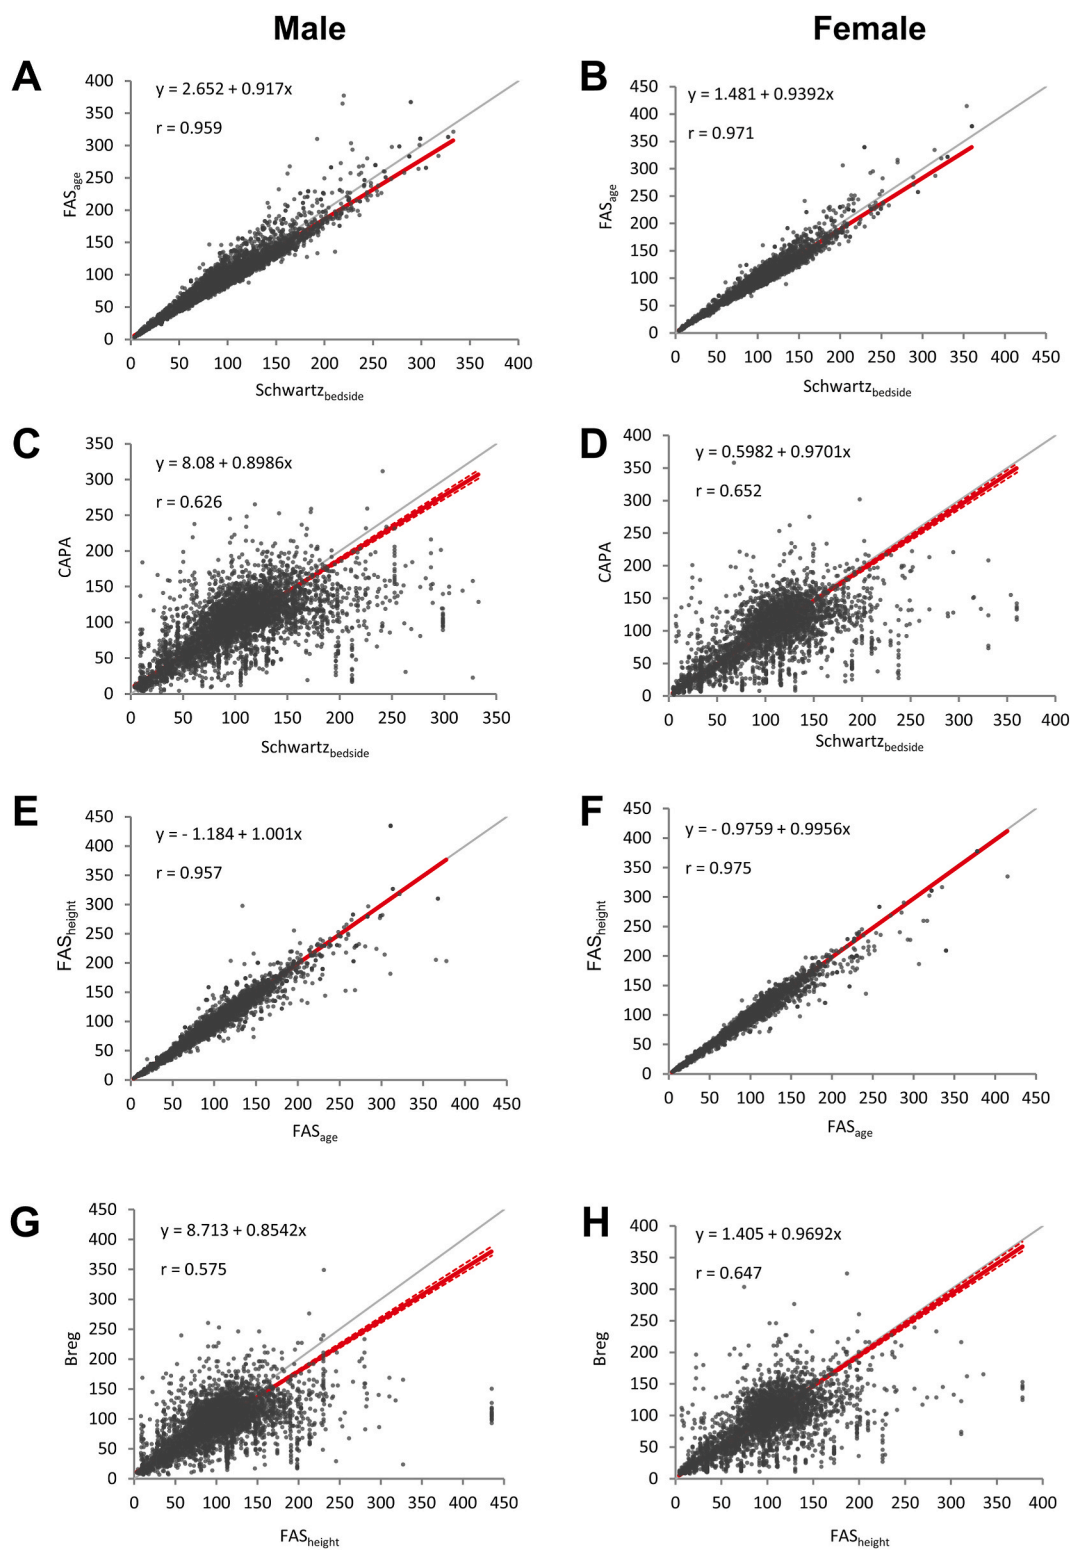 Male Female
A
400
350
300
250
200
150
100
50
0
FASage
y = 2.652 + 0.917x
r = 0.959
0 50 100 150 200 250 300 350 400
Schwartzbedside
B
450
400
350
300
250
200
150
100
50
0
FASage
y = 1.481 + 0.9392x
r = 0.971
0 50 100 150 200 250 300 350 400 450
Schwartzbedside
C
350
300
250
200
150
100
50
0
CAPA
y = 8.08 + 0.8986x
r = 0.626
0 50 100 150 200 250 300 350
Schwartzbedside
D
400
350
300
250
200
150
100
50
0
CAPA
y = 0.5982 + 0.9701x
r = 0.652
0 50 100 150 200 250 300 350 400
Schwartzbedside
E
450
400
350
300
250
200
150
100
50
0
FASheight
y = - 1.184 + 1.001x
r = 0.957
0 50 100 150 200 250 300 350 400 450
FASage
F
450
400
350
300
250
200
150
100
50
0
FASheight
y = - 0.9759 + 0.9956x
r = 0.975
0 50 100 150 200 250 300 350 400 450
FASage
G
450
400
350
300
250
200
150
100
50
0
Breg
y = 8.713 + 0.8542x
r = 0.575
0 50 100 150 200 250 300 350 400 450
FASheight
H
400
350
300
250
200
150
100
50
0
Breg
y = 1.405 + 0.9692x
r = 0.647
0 50 100 150 200 250 300 350 400
FASheight